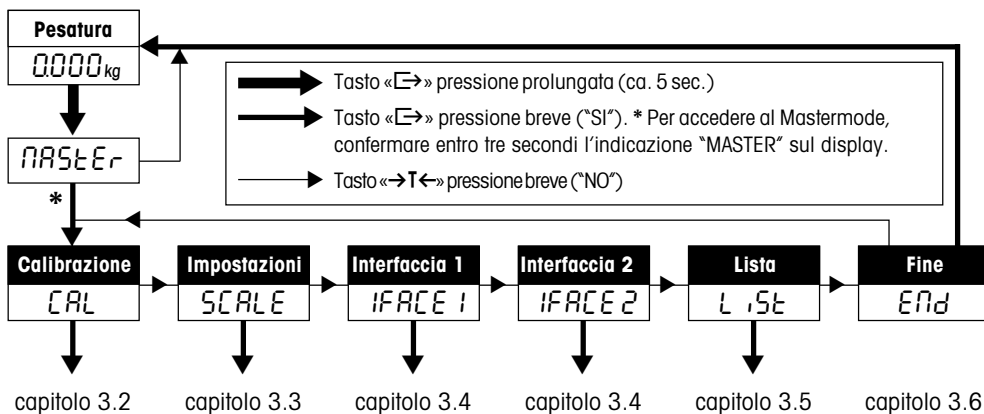 Pesatura
0.000 kg
MAStEr
*
Tasto «» pressione prolungata (ca. 5 sec.)
Tasto «» pressione breve ("SI"). * Per accedere al Mastermode,
confermare entro tre secondi l'indicazione "MASTER" sul display.
Tasto «→T←» pressione breve ("NO")
Calibrazione
CAL
Impostazioni
SCALE
Interfaccia 1
IFACE 1
Interfaccia 2
IFACE 2
Lista
LiSt
Fine
ENd
capitolo 3.2
capitolo 3.3
capitolo 3.4
capitolo 3.4
capitolo 3.5
capitolo 3.6